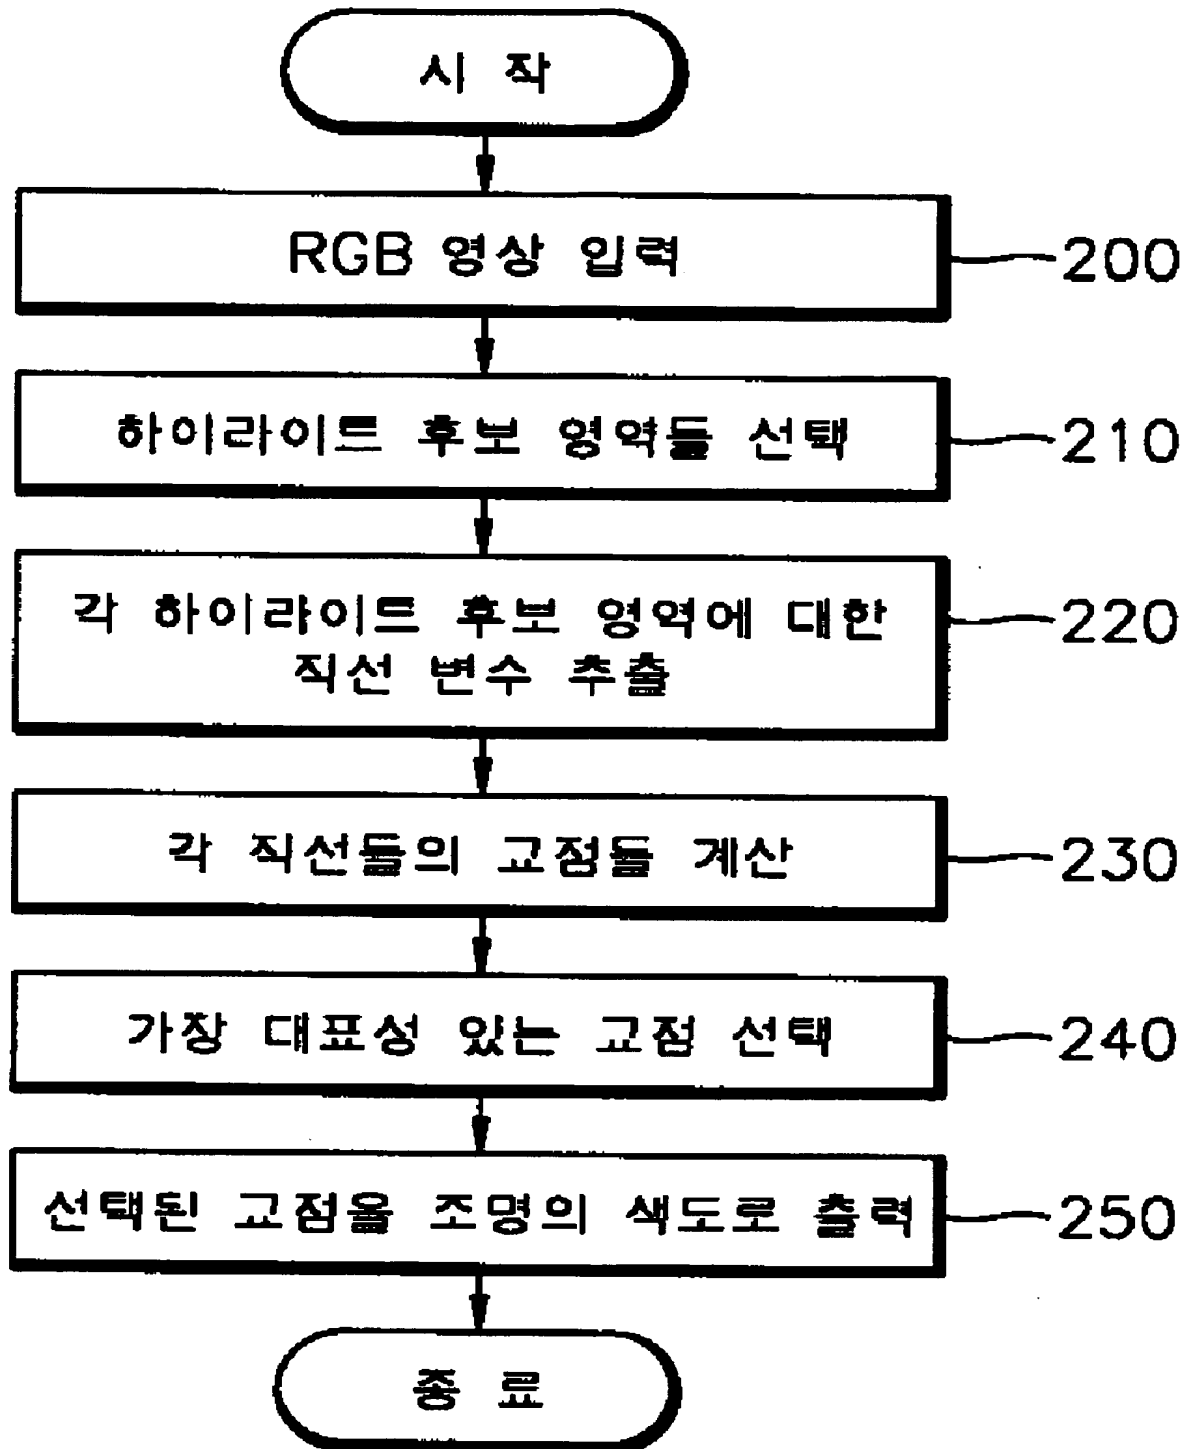 시 작
RGB 영상 입력
200
하이라이트 후보 영역들 선택
210
각 하이라이트 후보 영역에 대한
직선 변수 추출
220
각 직선들의 교점들 계산
230
가장 대표성 있는 교점 선택
240
선택된 교점을 조명의 색도로 출력
250
종 료